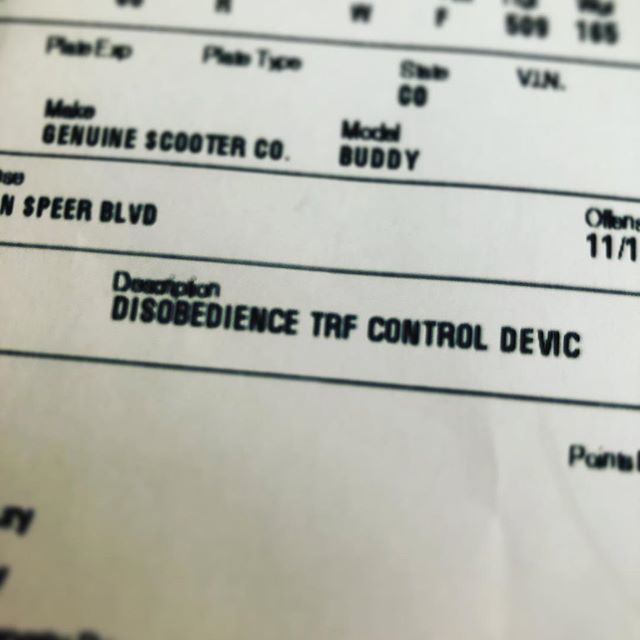 H W F 509 165
Plate Exp Plate Type State V.I.N.
CO
Make Model
GENUINE SCOOTER CO. BUDDY
N SPEER BLVD
11/1
Description
DISOBEDIENCE TRF CONTROL DEVIC
Points